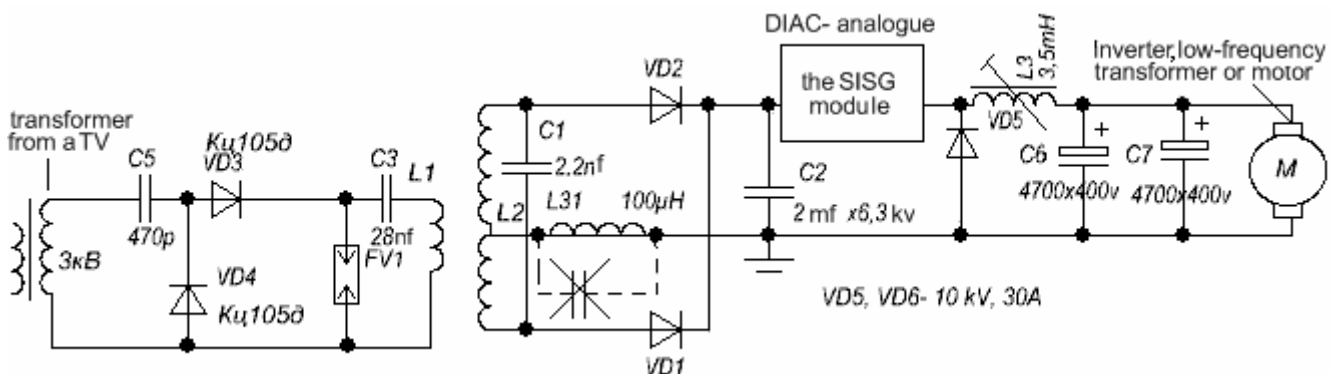 DIAC- analogue
the SISG
module
Inverter,low-frequency
transformer or motor
L3
3,5mH
VD5
VD2
C1
2,2nf
L31
100µH
L2
C2
2 mf x6,3 kv
C6
4700x400v
C7
4700x400v
M
transformer
from a TV
C5
470p
Кц105д
VD3
C3
28nf
L1
FV1
3кВ
VD4
Кц105д
VD1
VD5, VD6- 10 kV, 30A